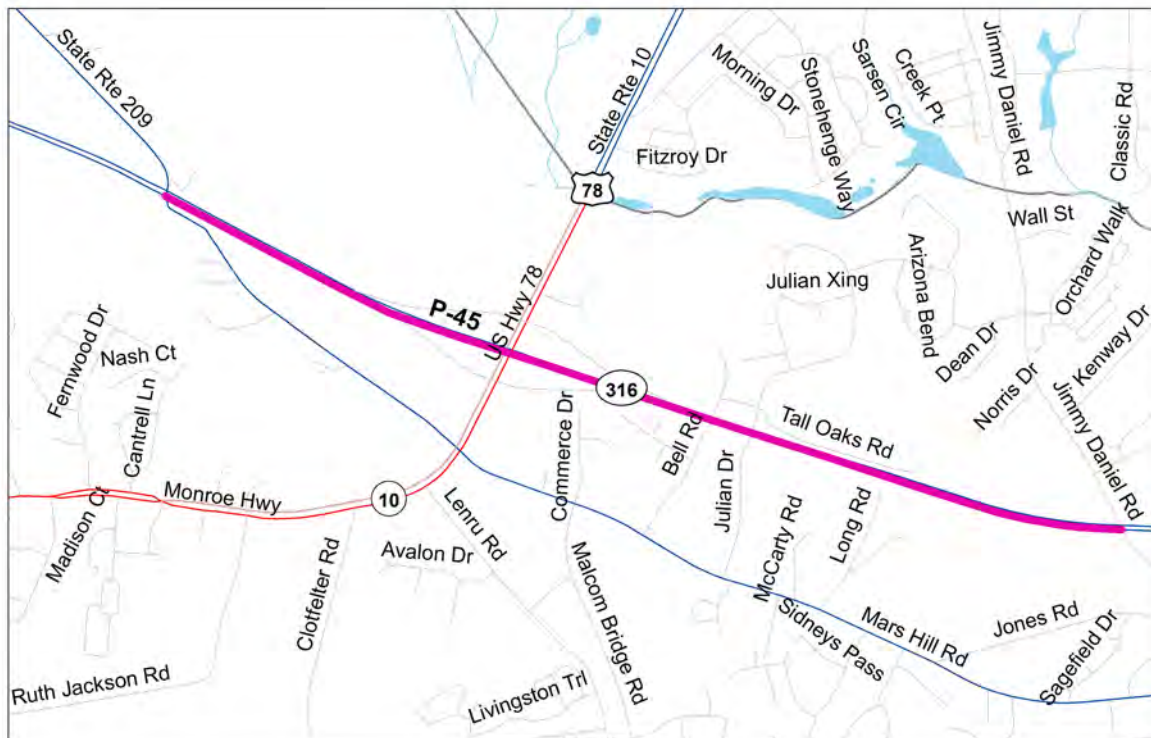 State Rte 209
State Rte 10
Morning Dr
Stonehenge Way
Sarsen Cir
Creek Pt
Jimmy Daniel Rd
Classic Rd
Fitzroy Dr
78
Wall St
Orchard Walk
Arizona Bend
Julian Xing
US Hwy 78
P-45
Fernwood Dr
Nash Ct
Cantrell Ln
Dean Dr
Kenway Dr
Norris Dr
316
Commerce Dr
Bell Rd
Tall Oaks Rd
Jimmy Daniel Rd
Julian Dr
Monroe Hwy
10
Madison Ct
Lenru Rd
Avalon Dr
Clotfelter Rd
Malcom Bridge Rd
McCarty Rd
Long Rd
Sidneys Pass
Mars Hill Rd
Jones Rd
Sagefield Dr
Ruth Jackson Rd
Livingston Trl